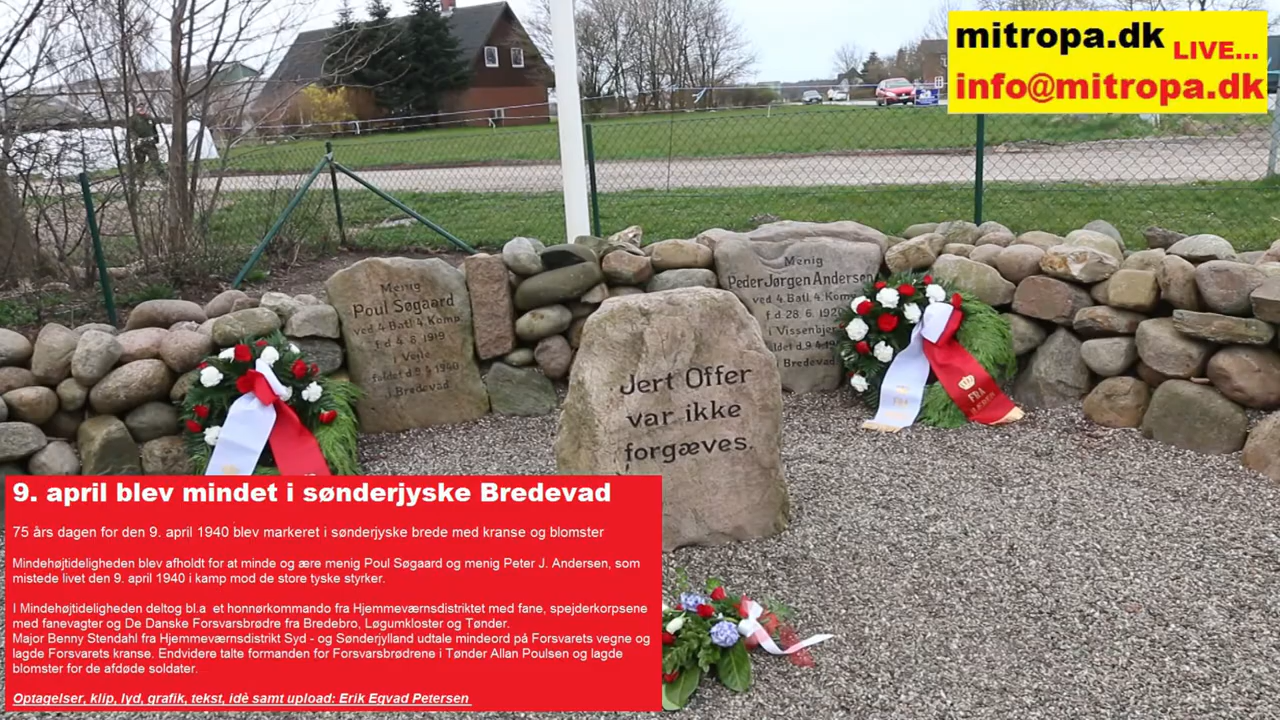 mitropa.dk LIVE...
info@mitropa.dk
Menig
Poul Søgaard
ved 4. Batl. 4. Komp.
f.d. 4. 8. 1919
i Vejle
faldet d. 9. 4. 1940
i Bredevad
Menig
Peder Jørgen Andersen
ved 4. Batl. 4. Komp.
f.d. 28. 6. 1920
i Vissenbjerg
faldet d. 9. 4.
i Bredevad
Jert Offer
var ikke
forgæves.
FRA
FRA
9. april blev mindet i sønderjyske Bredevad
75 års dagen for den 9. april 1940 blev markeret i sønderjyske brede med kranse og blomster
Mindehøjtideligheden blev afholdt for at minde og ære menig Poul Søgaard og menig Peter J. Andersen, som
mistede livet den 9. april 1940 i kamp mod de store tyske styrker.
I Mindehøjtideligheden deltog bl.a et honnørkommando fra Hjemmeværnsdistriktet med fane, spejderkorpsene
med fanevagter og De Danske Forsvarsbrødre fra Bredebro, Løgumkloster og Tønder.
Major Benny Stendahl fra Hjemmeværnsdistrikt Syd - og Sønderjylland udtale mindeord på Forsvarets vegne og
lagde Forsvarets kranse. Endvidere talte formanden for Forsvarsbrødrene i Tønder Allan Poulsen og lagde
blomster for de afdøde soldater.
Optagelser, klip, lyd, grafik, tekst, idè samt upload: Erik Egvad Petersen